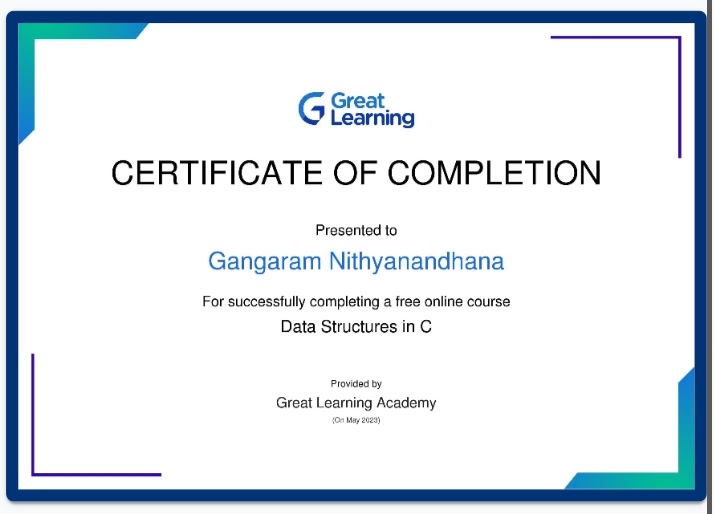 Great
Learning
CERTIFICATE OF COMPLETION
Presented to
Gangaram Nithyanandhana
For successfully completing a free online course
Data Structures in C
Provided by
Great Learning Academy
(On May 2023)